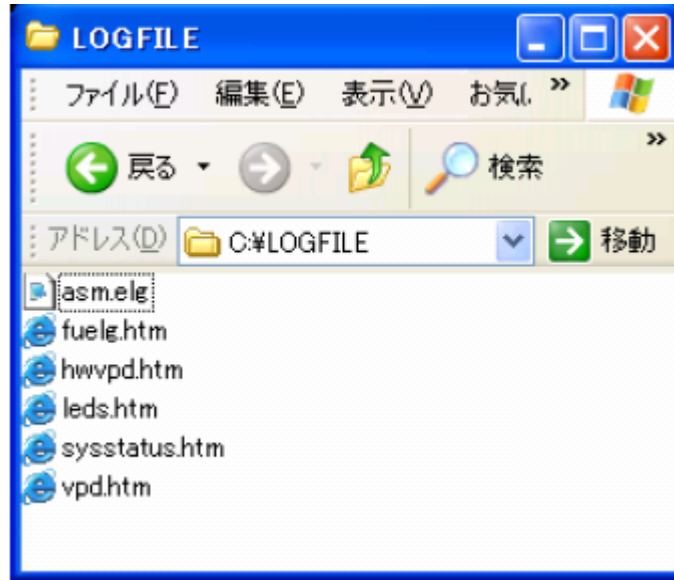 LOGFILE
ファイル(F) 編集(E) 表示(V) お気(. »
戻る 検索 »
アドレス(D) C:¥LOGFILE 移動
asm.elg
fuelg.htm
hwvpd.htm
leds.htm
sysstatus.htm
vpd.htm